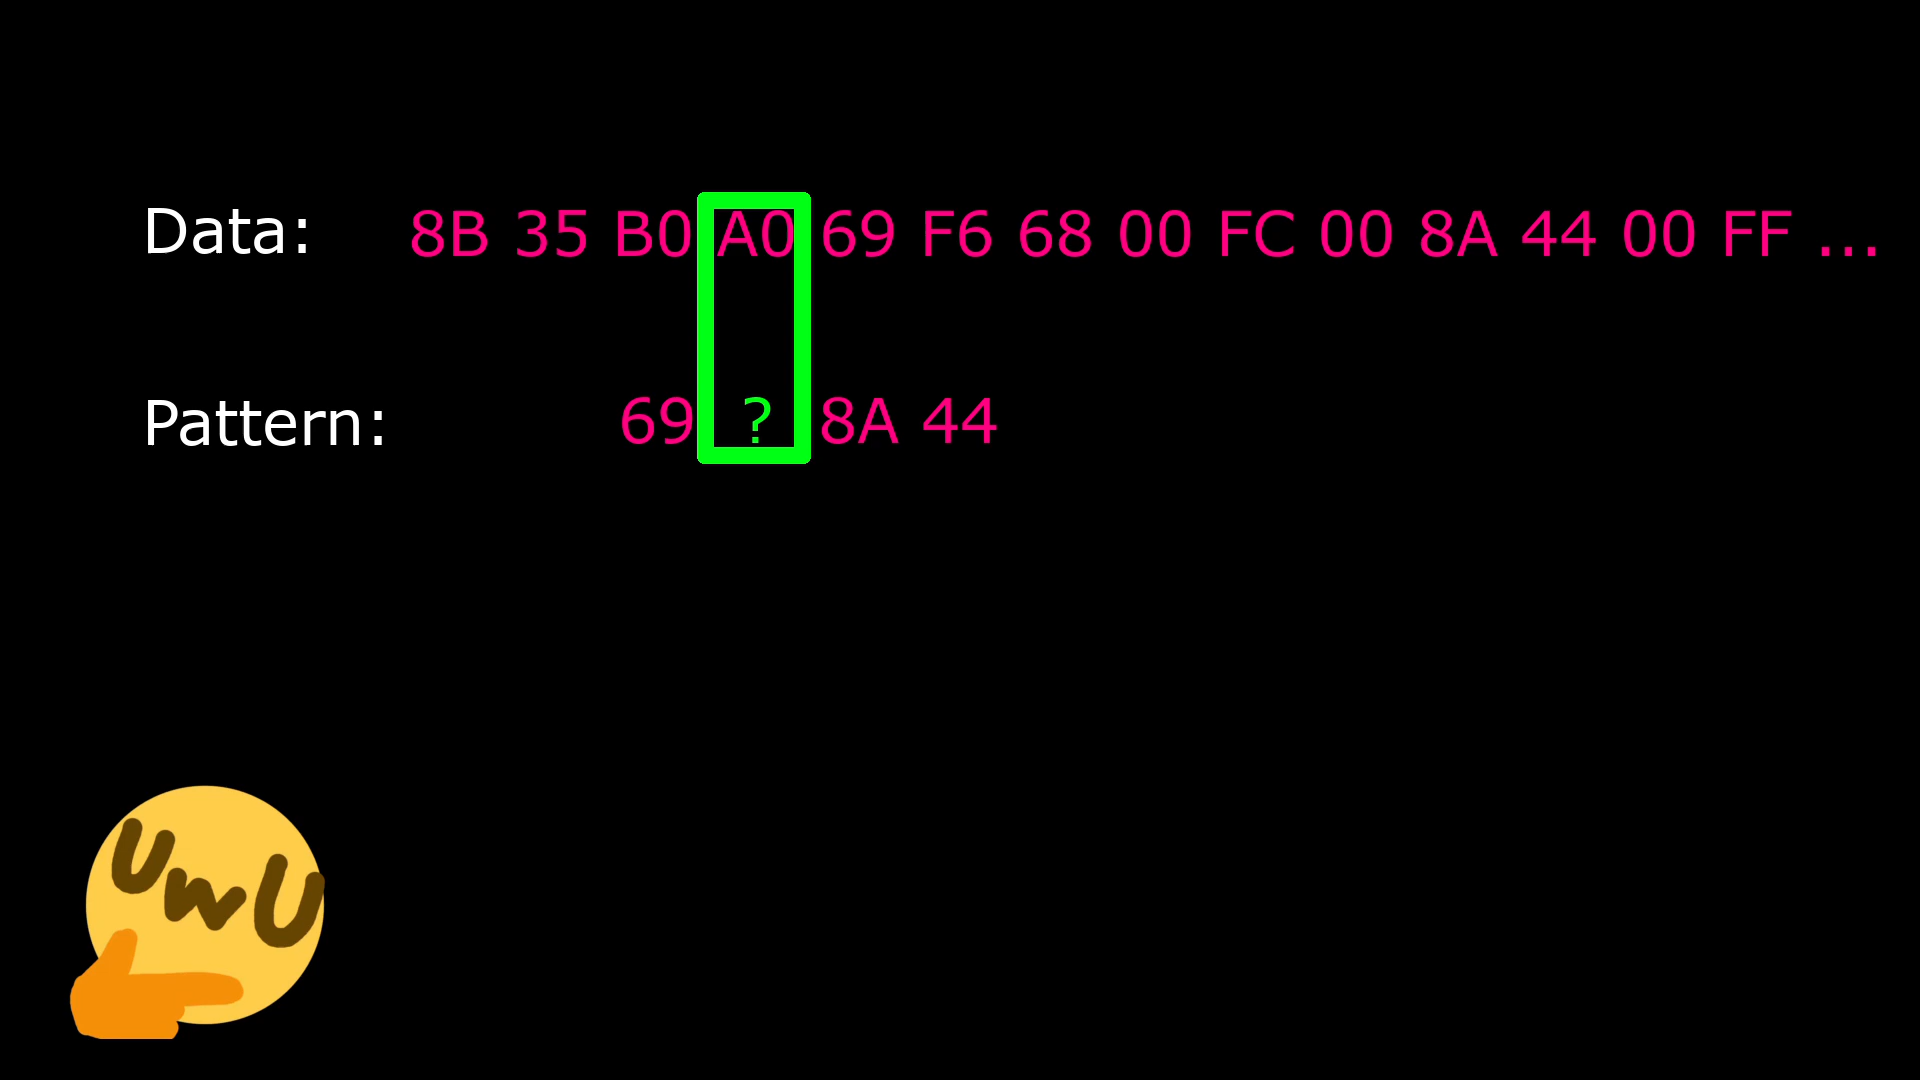 Data: 8B 35 B0 A0 69 F6 68 00 FC 00 8A 44 00 FF ...
Pattern: 69 ? 8A 44
UwU